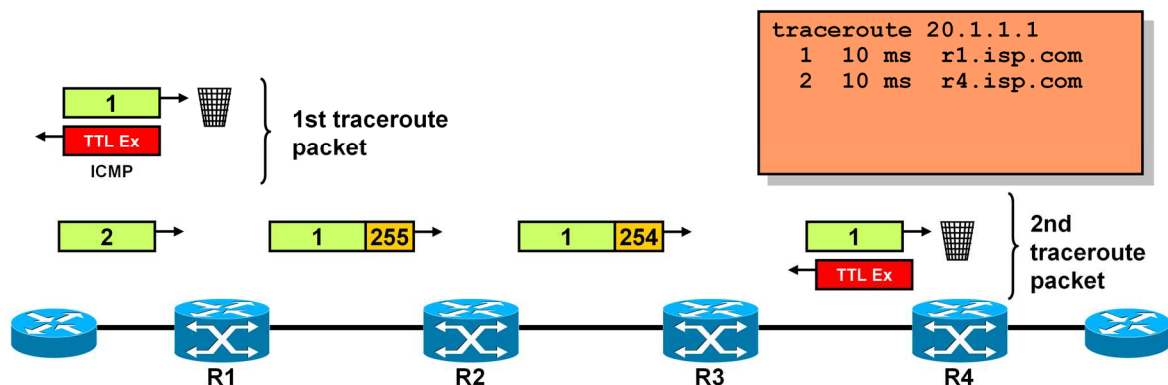 traceroute 20.1.1.1
1 10 ms r1.isp.com
2 10 ms r4.isp.com
1
TTL Ex
ICMP
1st traceroute
packet
2
1 255
1 254
1
TTL Ex
2nd
traceroute
packet
R1
R2
R3
R4